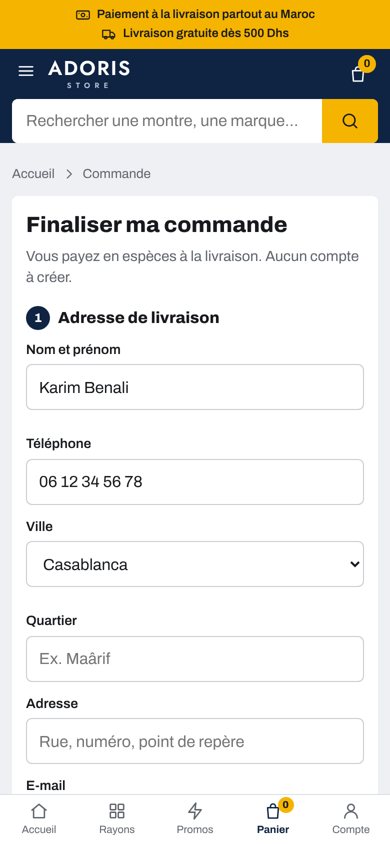 Paiement à la livraison partout au Maroc
Livraison gratuite dès 500 Dhs
ADORIS
STORE
0
Rechercher une montre, une marque...
Accueil > Commande
Finaliser ma commande
Vous payez en espèces à la livraison. Aucun compte
à créer.
1 Adresse de livraison
Nom et prénom
Karim Benali
Téléphone
06 12 34 56 78
Ville
Casablanca
Quartier
Ex. Maârif
Adresse
Rue, numéro, point de repère
E-mail
0
Accueil Rayons Promos Panier Compte